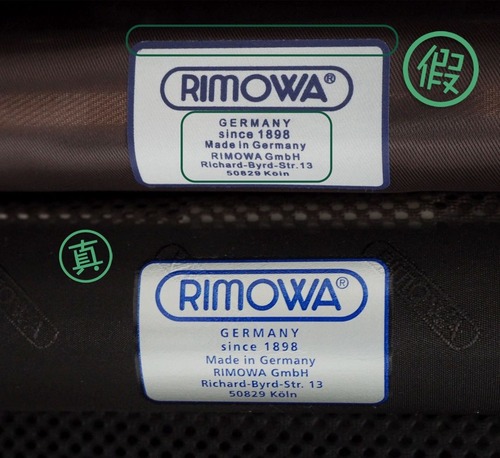 假
RIMOWA®
GERMANY
since 1898
Made in Germany
RIMOWA GmbH
Richard-Byrd-Str. 13
50829 Köln
真
RIMOWA®
GERMANY
since 1898
Made in Germany
RIMOWA GmbH
Richard-Byrd-Str. 13
50829 Köln
RIMOWA